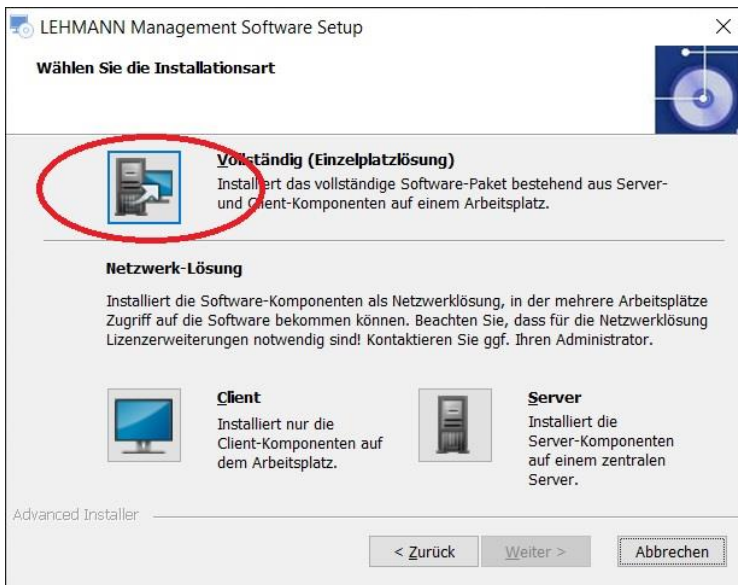 LEHMANN Management Software Setup
Wählen Sie die Installationsart
Vollständig (Einzelplatzlösung)
Installiert das vollständige Software-Paket bestehend aus Server-
und Client-Komponenten auf einem Arbeitsplatz.
Netzwerk-Lösung
Installiert die Software-Komponenten als Netzwerklösung, in der mehrere Arbeitsplätze
Zugriff auf die Software bekommen können. Beachten Sie, dass für die Netzwerklösung
Lizenzerweiterungen notwendig sind! Kontaktieren Sie ggf. Ihren Administrator.
Client
Installiert nur die
Client-Komponenten auf
dem Arbeitsplatz.
Server
Installiert die
Server-Komponenten
auf einem zentralen
Server.
Advanced Installer
< Zurück
Weiter >
Abbrechen